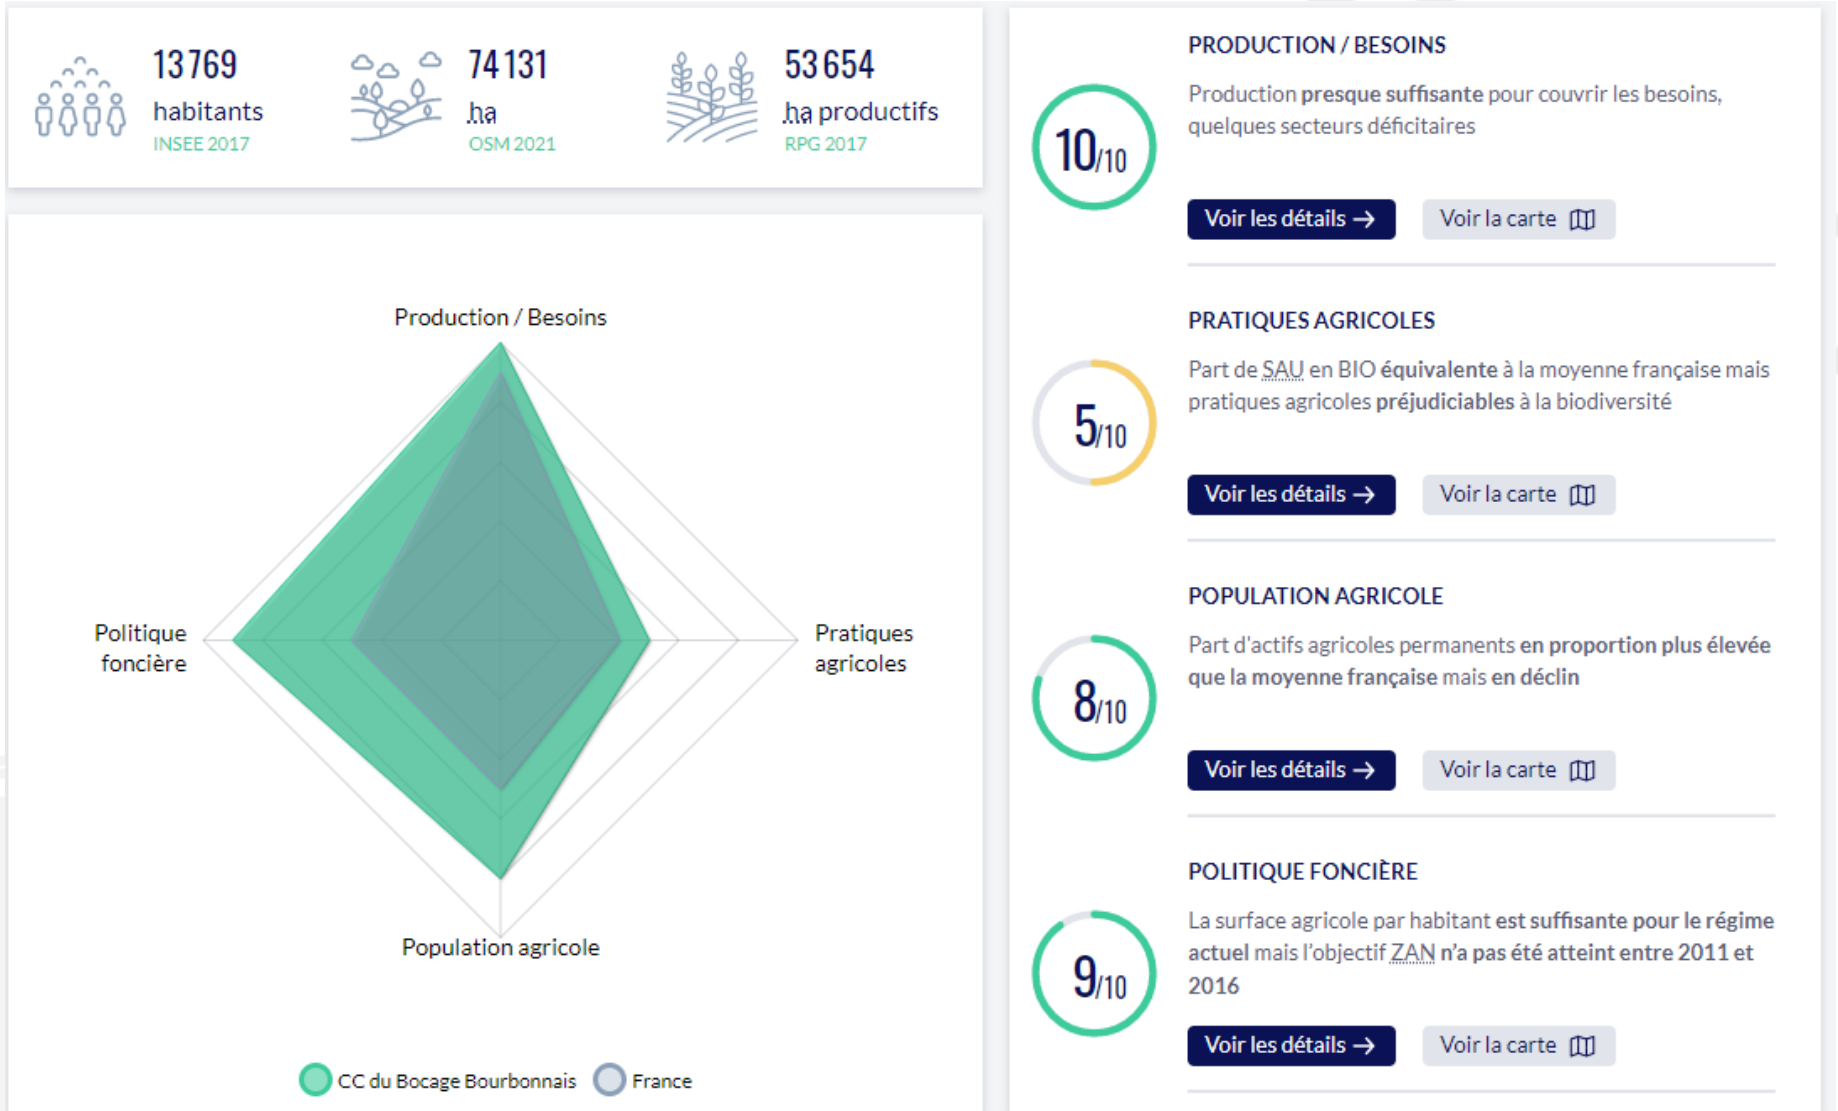 13 769
habitants
INSEE 2017
74 131
ha
OSM 2021
53 654
ha productifs
RPG 2017
Production / Besoins
Politique
foncière
Pratiques
agricoles
Population agricole
CC du Bocage Bourbonnais
France
10/10
PRODUCTION / BESOINS
Production presque suffisante pour couvrir les besoins,
quelques secteurs déficitaires
Voir les détails →
Voir la carte
5/10
PRATIQUES AGRICOLES
Part de SAU en BIO équivalente à la moyenne française mais
pratiques agricoles préjudiciables à la biodiversité
Voir les détails →
Voir la carte
8/10
POPULATION AGRICOLE
Part d'actifs agricoles permanents en proportion plus élevée
que la moyenne française mais en déclin
Voir les détails →
Voir la carte
9/10
POLITIQUE FONCIÈRE
La surface agricole par habitant est suffisante pour le régime
actuel mais l'objectif ZAN n'a pas été atteint entre 2011 et
2016
Voir les détails →
Voir la carte